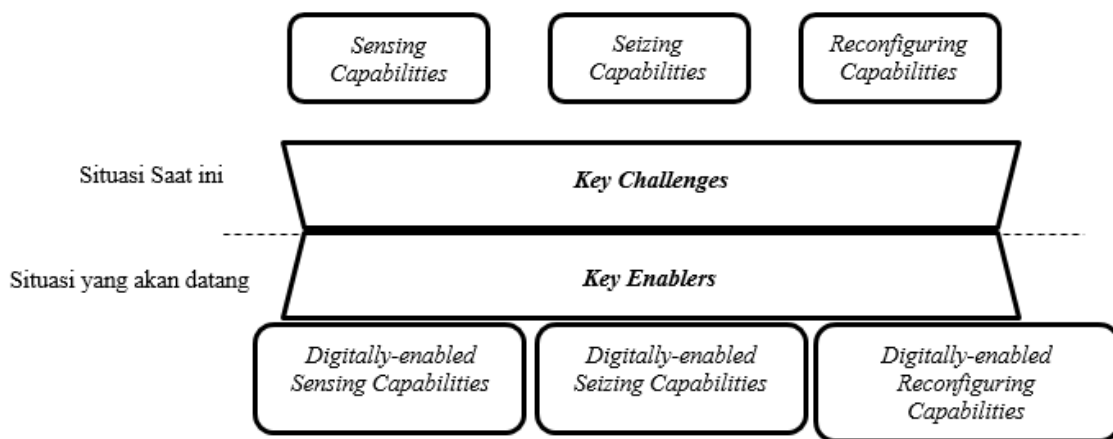 Sensing
Capabilities
Seizing
Capabilities
Reconfiguring
Capabilities
Situasi Saat ini
Key Challenges
Situasi yang akan datang
Key Enablers
Digitally-enabled
Sensing Capabilities
Digitally-enabled
Seizing Capabilities
Digitally-enabled
Reconfiguring
Capabilities